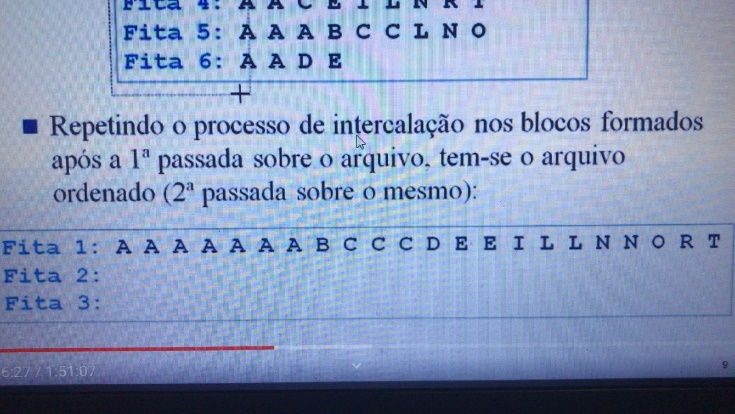 Fita 4: A A C E I L N R T
Fita 5: A A A B C C L N O
Fita 6: A A D E
Repetindo o processo de intercalação nos blocos formados
após a 1ª passada sobre o arquivo, tem-se o arquivo
ordenado (2ª passada sobre o mesmo):
Fita 1: A A A A A A A B C C C D E E I L L N N O R T
Fita 2:
Fita 3:
6:27 / 1:51:07
9